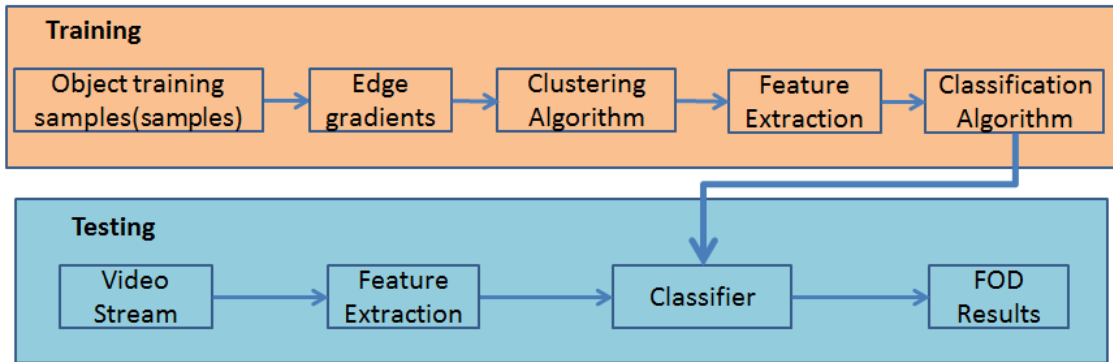 Training
Object training
samples(samples)
Edge
gradients
Clustering
Algorithm
Feature
Extraction
Classification
Algorithm
Testing
Video
Stream
Feature
Extraction
Classifier
FOD
Results